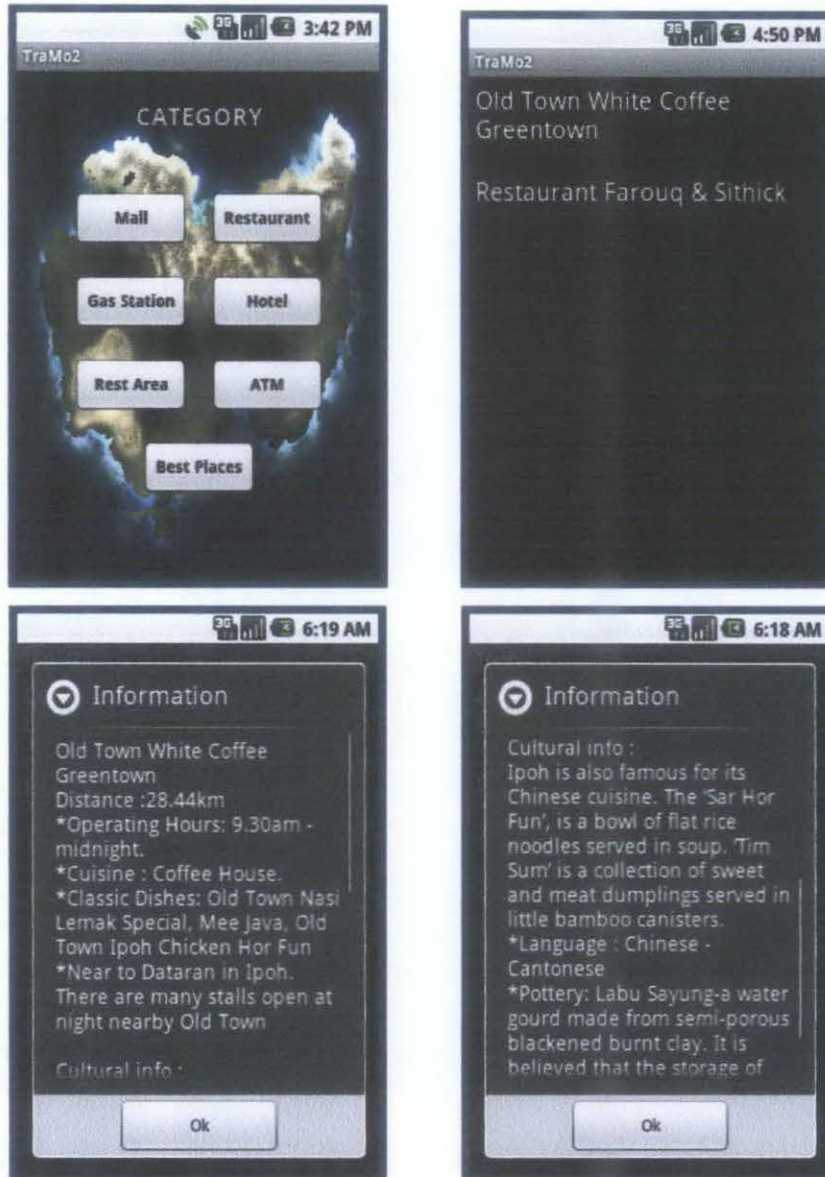 3G 3:42 PM
TraMo2
CATEGORY
Mall Restaurant
Gas Station Hotel
Rest Area ATM
Best Places
3G 4:50 PM
TraMo2
Old Town White Coffee
Greentown
Restaurant Farouq & Sithick
3G 6:19 AM
Information
Old Town White Coffee
Greentown
Distance :28.44km
*Operating Hours: 9.30am -
midnight.
*Cuisine : Coffee House.
*Classic Dishes: Old Town Nasi
Lemak Special, Mee Java, Old
Town Ipoh Chicken Hor Fun
*Near to Dataran in Ipoh.
There are many stalls open at
night nearby Old Town
Cultural info :
Ok
3G 6:18 AM
Information
Cultural info :
Ipoh is also famous for its
Chinese cuisine. The 'Sar Hor
Fun', is a bowl of flat rice
noodles served in soup. 'Tim
Sum' is a collection of sweet
and meat dumplings served in
little bamboo canisters.
*Language : Chinese -
Cantonese
*Pottery: Labu Sayung-a water
gourd made from semi-porous
blackened burnt clay. It is
believed that the storage of
Ok